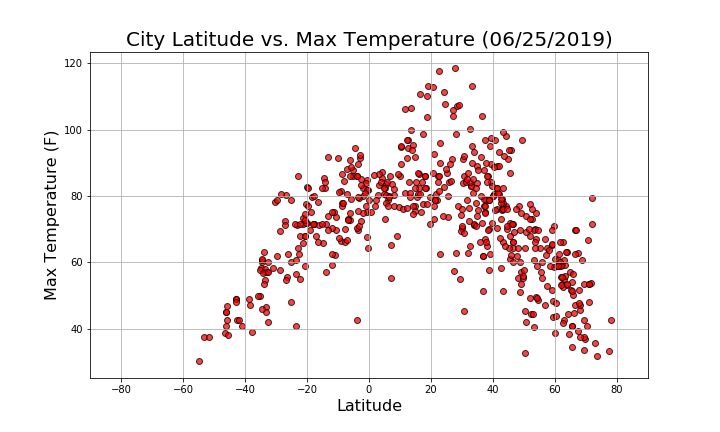 City Latitude vs. Max Temperature (06/25/2019)
120
100
80
60
40
Max Temperature (F)
−80 −60 −40 −20 0 20 40 60 80
Latitude